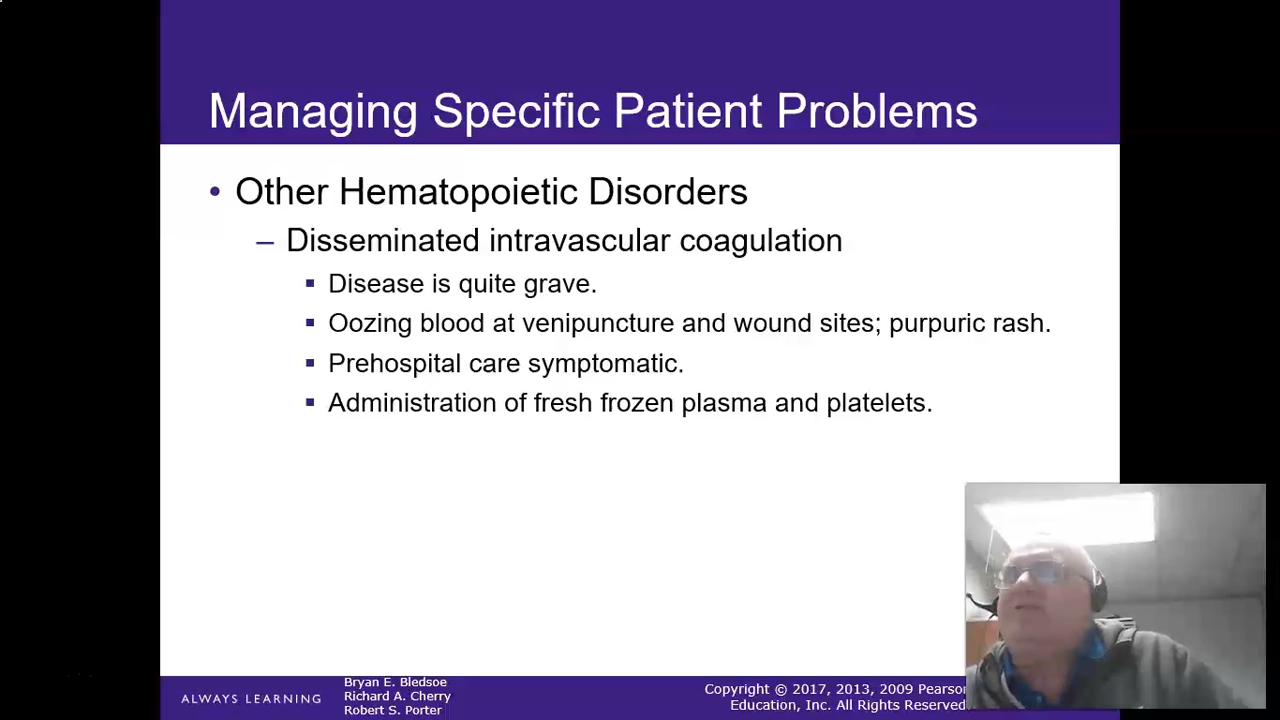 Managing Specific Patient Problems
• Other Hematopoietic Disorders
– Disseminated intravascular coagulation
▪ Disease is quite grave.
▪ Oozing blood at venipuncture and wound sites; purpuric rash.
▪ Prehospital care symptomatic.
▪ Administration of fresh frozen plasma and platelets.
ALWAYS LEARNING
Bryan E. Bledsoe
Richard A. Cherry
Robert S. Porter
Copyright © 2017, 2013, 2009 Pearson
Education, Inc. All Rights Reserved